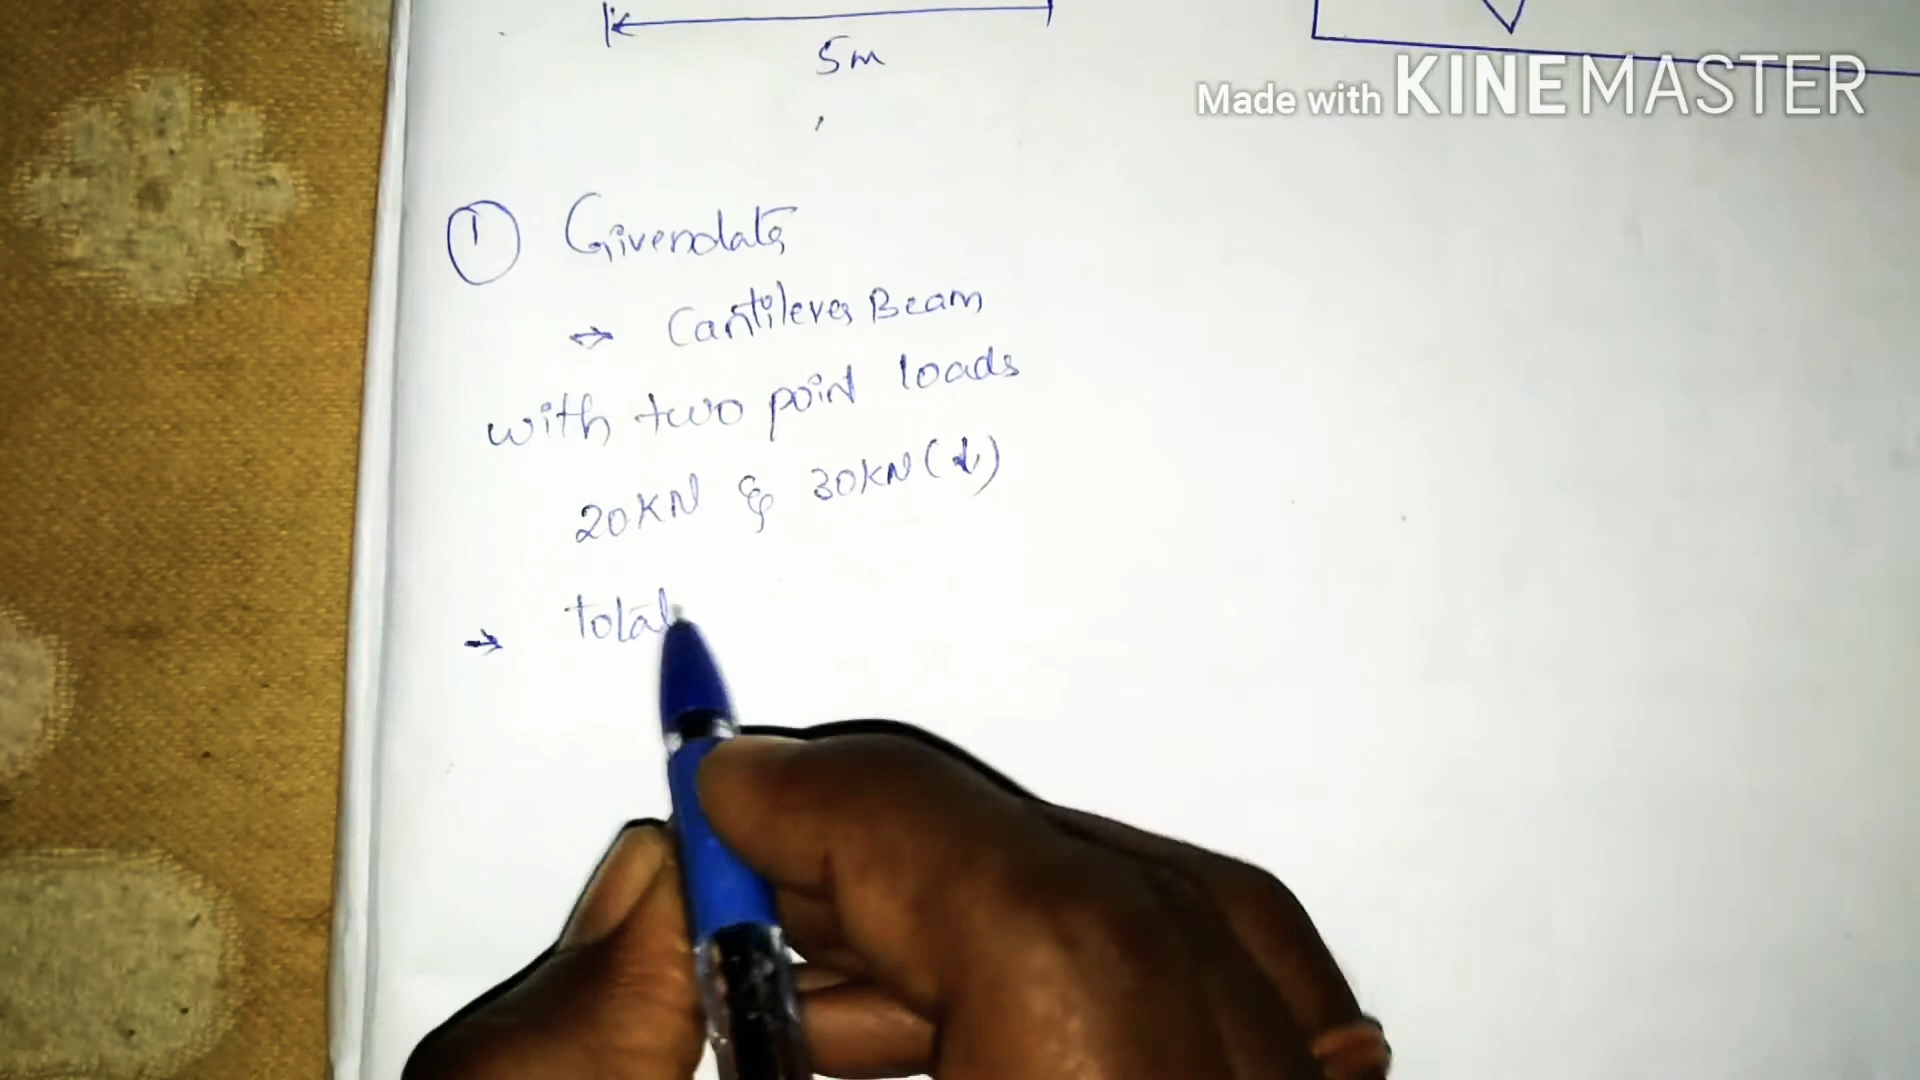 5m
Made with KINEMASTER
① Givendata
→ Cantilever Beam
with two point loads
20KN & 30KN (↓)
→ total